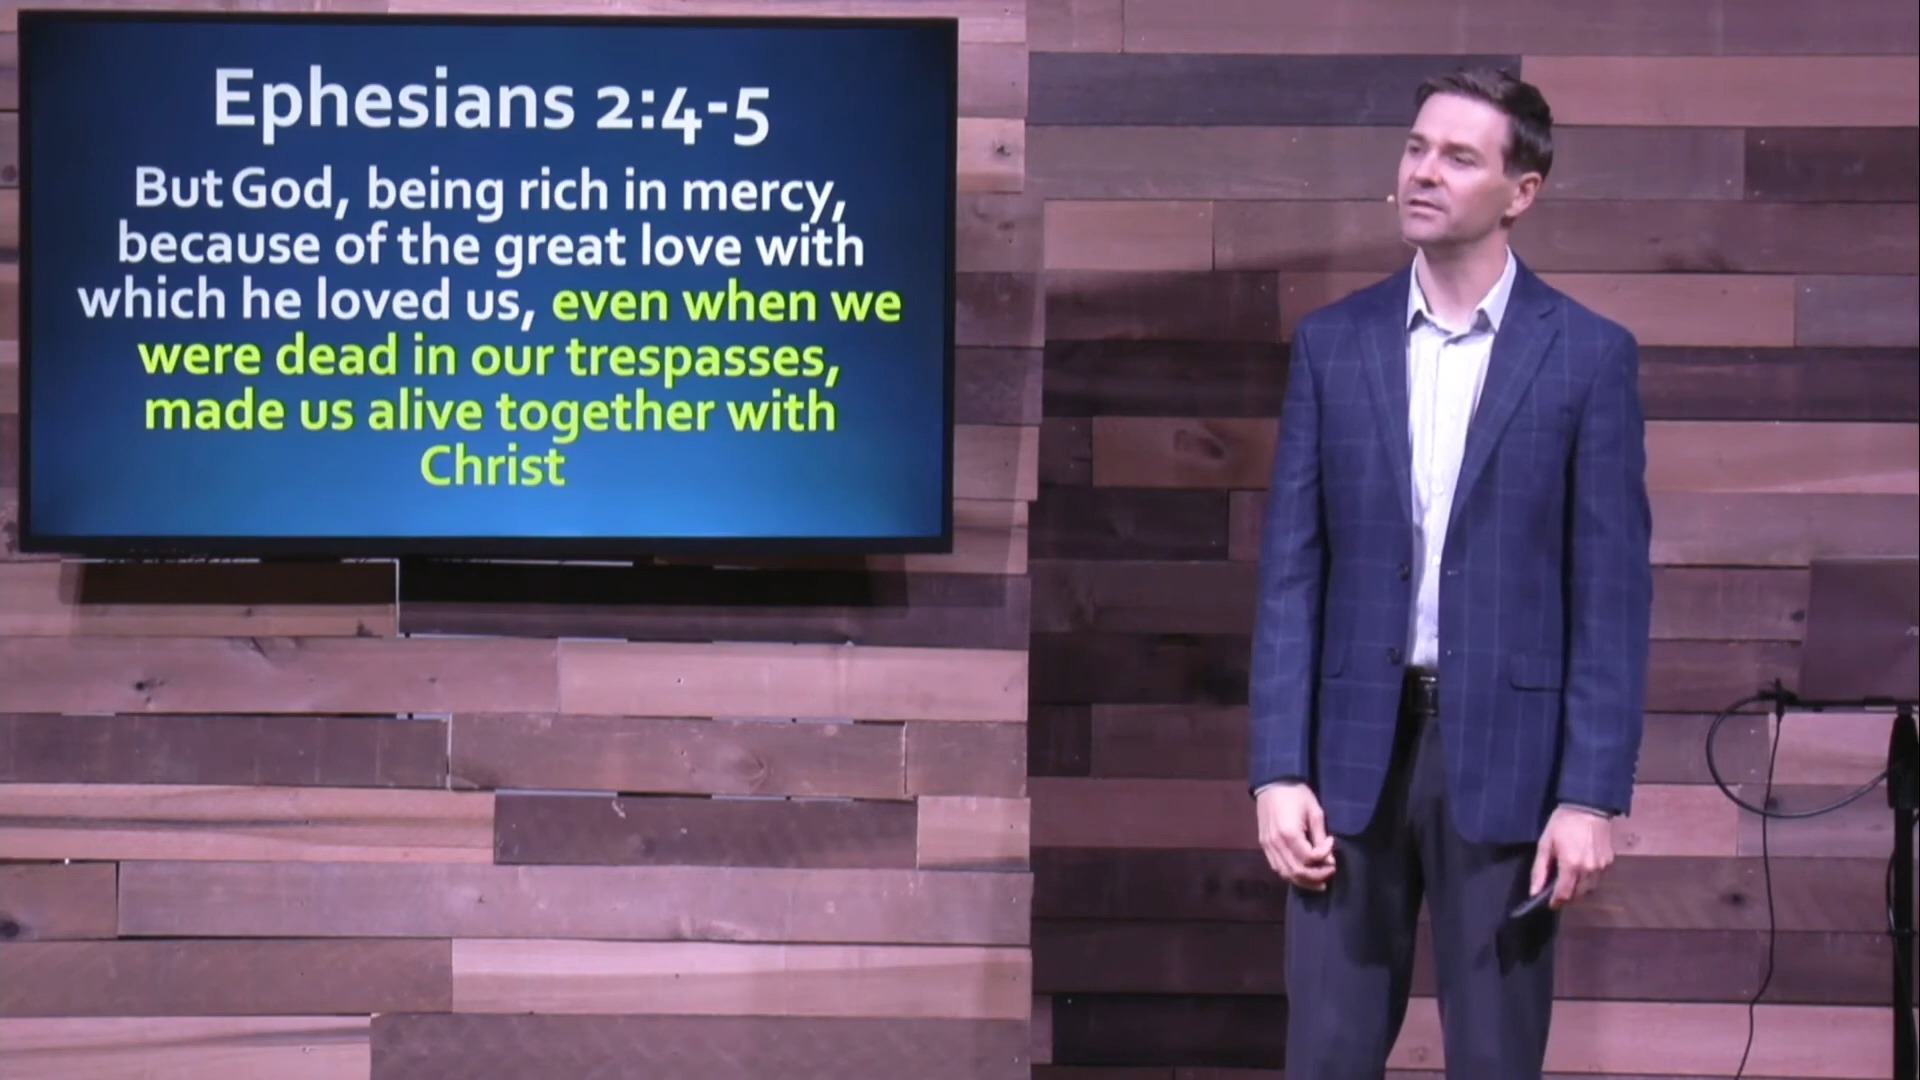 Ephesians 2:4-5
But God, being rich in mercy,
because of the great love with
which he loved us, even when we
were dead in our trespasses,
made us alive together with
Christ